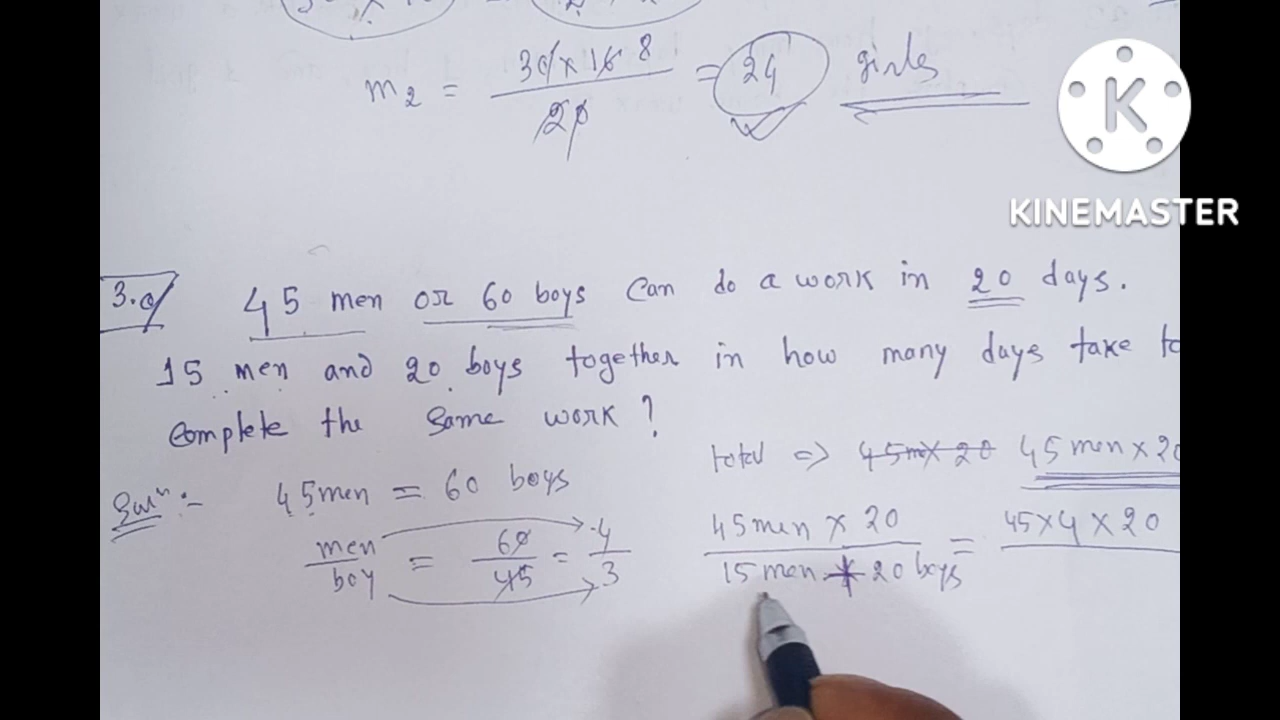 m2 = 30 x 16 8 / 20 = 24 girls
KINEMASTER
3.a/ 45 men or 60 boys can do a work in 20 days.
15 men and 20 boys together in how many days take to
complete the same work?
total => 45m x 20 45 men x 20
Solⁿ:- 45 men = 60 boys
men / boy = 60 / 45 = 4 / 3
45 men x 20 / 15 men + 20 boys = 45 x 4 x 20